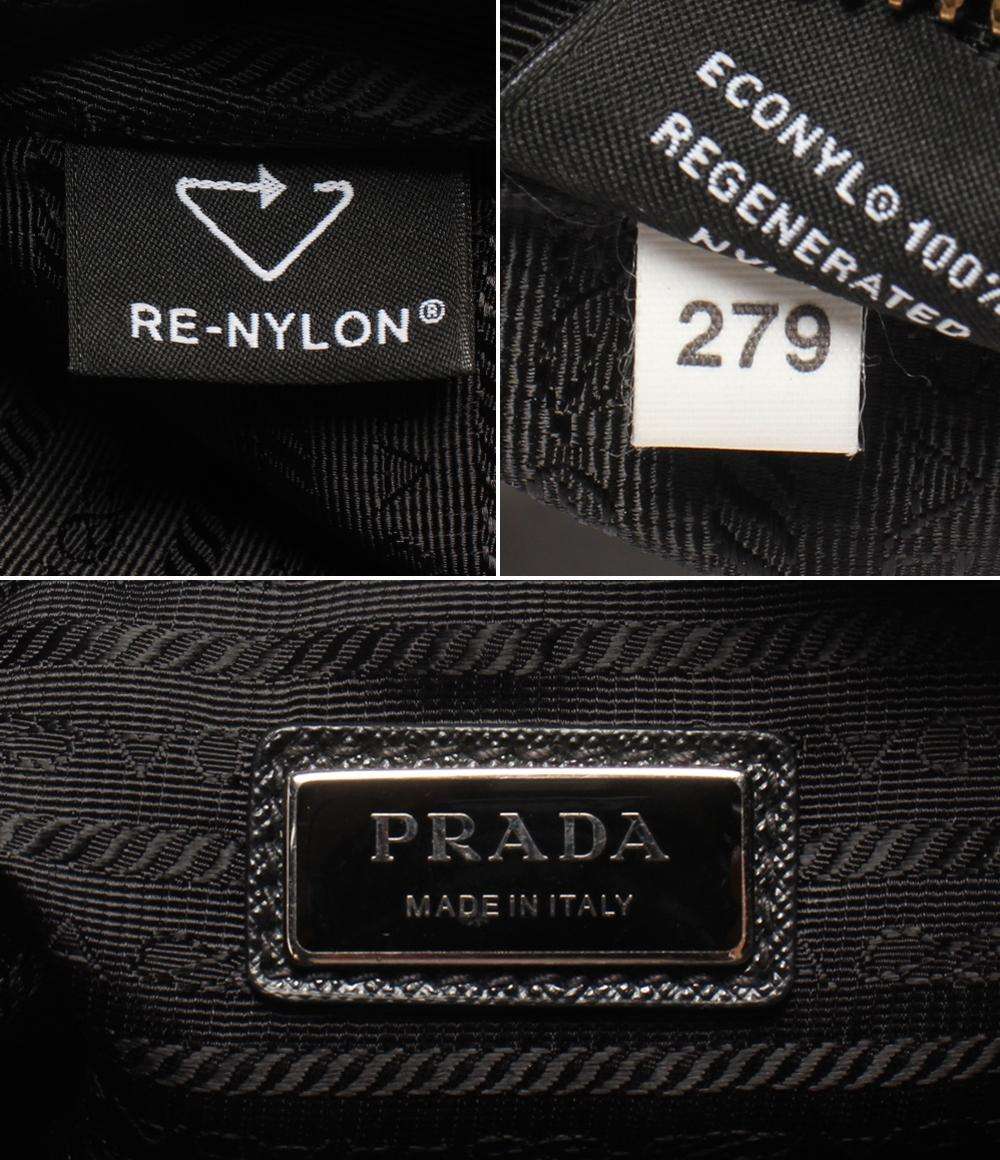 RE-NYLON®
ECONYL® 100%
REGENERATED
279
PRADA
MADE IN ITALY